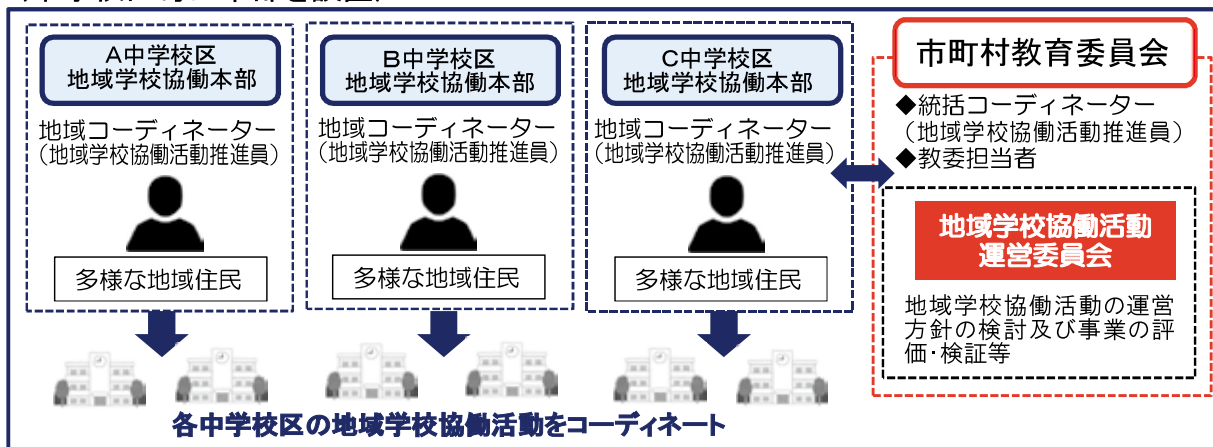 A中学校区
地域学校協働本部
地域コーディネーター
（地域学校協働活動推進員）
多様な地域住民
B中学校区
地域学校協働本部
地域コーディネーター
（地域学校協働活動推進員）
多様な地域住民
C中学校区
地域学校協働本部
地域コーディネーター
（地域学校協働活動推進員）
多様な地域住民
各中学校区の地域学校協働活動をコーディネート
市町村教育委員会
◆統括コーディネーター
（地域学校協働活動推進員）
◆教委担当者
地域学校協働活動
運営委員会
地域学校協働活動の運営
方針の検討及び事業の評
価・検証等